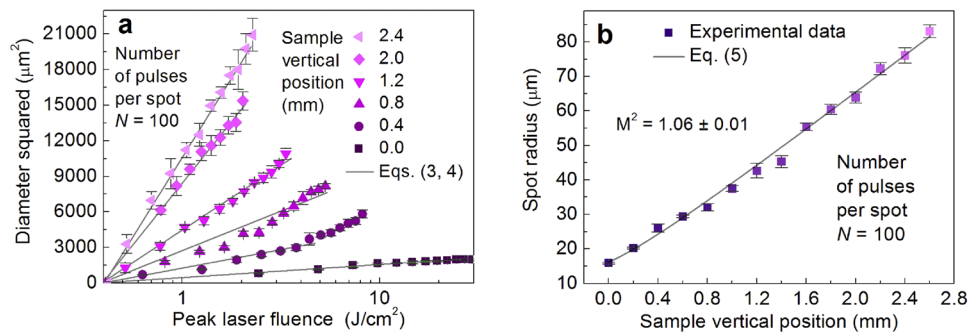 a
Number
of pulses
per spot
N = 100
Sample
vertical
position
(mm)
2.4
2.0
1.2
0.8
0.4
0.0
Eqs. (3, 4)
21000
18000
15000
12000
9000
6000
3000
0
Diameter squared (μm²)
1
10
Peak laser fluence (J/cm²)
b
Experimental data
Eq. (5)
M² = 1.06 ± 0.01
Number
of pulses
per spot
N = 100
90
80
70
60
50
40
30
20
10
Spot radius (μm)
0.0
0.4
0.8
1.2
1.6
2.0
2.4
2.8
Sample vertical position (mm)